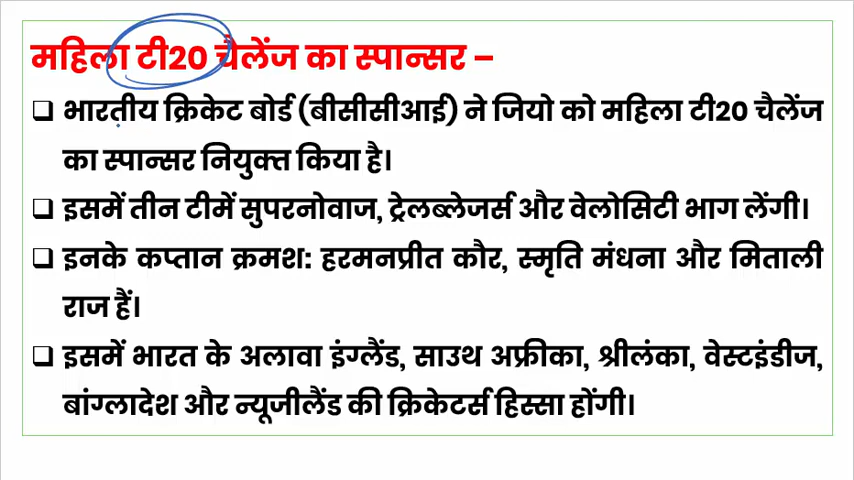 महिला टी20 चैलेंज का स्पान्सर –
❑ भारतीय क्रिकेट बोर्ड (बीसीसीआई) ने जियो को महिला टी20 चैलेंज
का स्पान्सर नियुक्त किया है।
❑ इसमें तीन टीमें सुपरनोवाज, ट्रेलब्लेजर्स और वेलोसिटी भाग लेंगी।
❑ इनके कप्तान क्रमश: हरमनप्रीत कौर, स्मृति मंधना और मिताली
राज हैं।
❑ इसमें भारत के अलावा इंग्लैंड, साउथ अफ्रीका, श्रीलंका, वेस्टइंडीज,
बांग्लादेश और न्यूजीलैंड की क्रिकेटर्स हिस्सा होंगी।